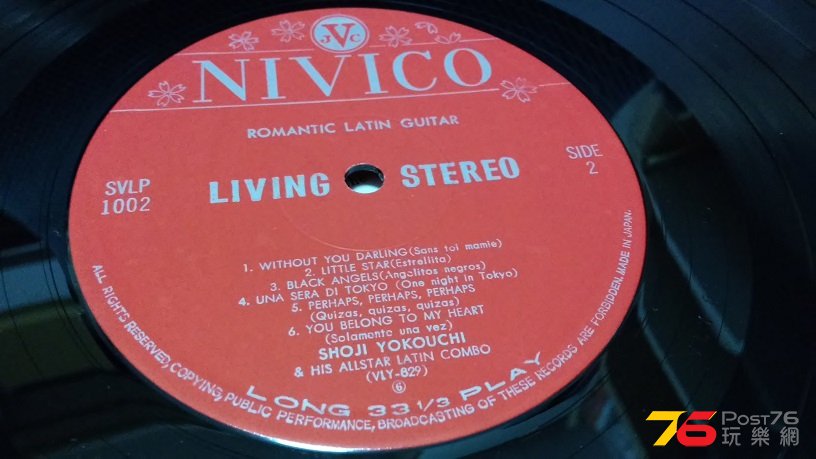 JVC
NIVICO
ROMANTIC LATIN GUITAR
SVLP
1002
LIVING STEREO
SIDE
2
1. WITHOUT YOU DARLING (Sans toi mamie)
2. LITTLE STAR (Estrellita)
3. BLACK ANGELS (Angelitos negros)
4. UNA SERA DI TOKYO (One night in Tokyo)
5. PERHAPS, PERHAPS, PERHAPS
(Quizas, quizas, quizas)
6. YOU BELONG TO MY HEART
(Solamente una vez)
SHOJI YOKOUCHI
& HIS ALLSTAR LATIN COMBO
(VLY-829)
6
LONG 33 1/3 PLAY
ALL RIGHTS RESERVED, COPYING, PUBLIC PERFORMANCE, BROADCASTING OF THESE RECORDS ARE FORBIDDEN. MADE IN JAPAN.
76 Post76
玩樂網